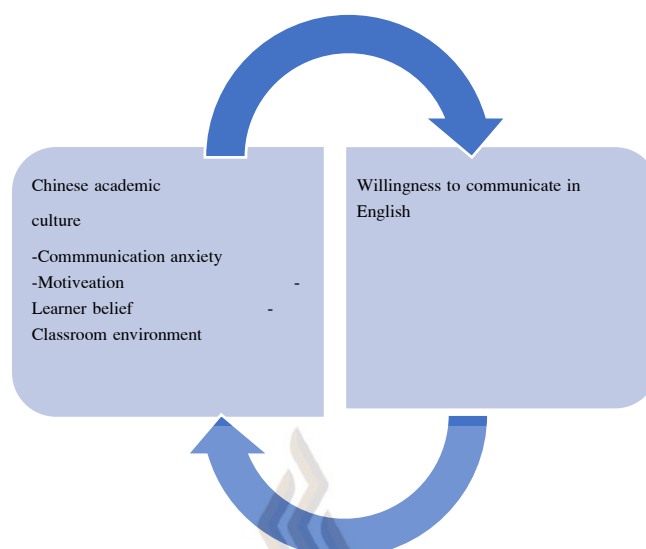 Chinese academic
culture
-Commmunication anxiety
-Motiveation -
Learner belief -
Classroom environment
Willingness to communicate in
English